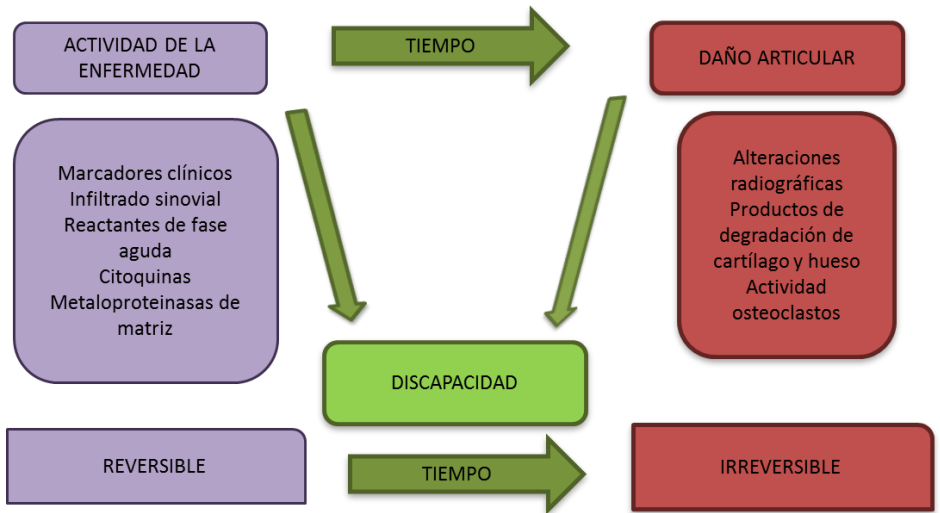 ACTIVIDAD DE LA
ENFERMEDAD
TIEMPO
DAÑO ARTICULAR
Marcadores clínicos
Infiltrado sinovial
Reactantes de fase
aguda
Citoquinas
Metaloproteinasas de
matriz
Alteraciones
radiográficas
Productos de
degradación de
cartílago y hueso
Actividad
osteoclastos
DISCAPACIDAD
REVERSIBLE
TIEMPO
IRREVERSIBLE